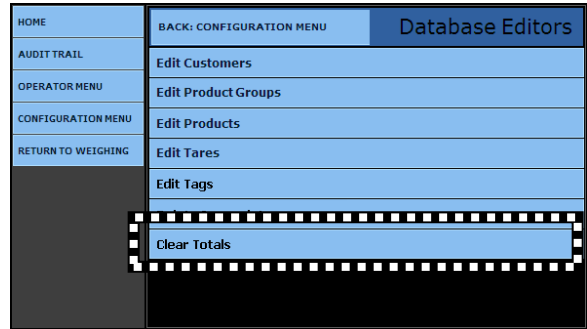 HOME
AUDIT TRAIL
OPERATOR MENU
CONFIGURATION MENU
RETURN TO WEIGHING
BACK: CONFIGURATION MENU
Database Editors
Edit Customers
Edit Product Groups
Edit Products
Edit Tares
Edit Tags
Clear Totals